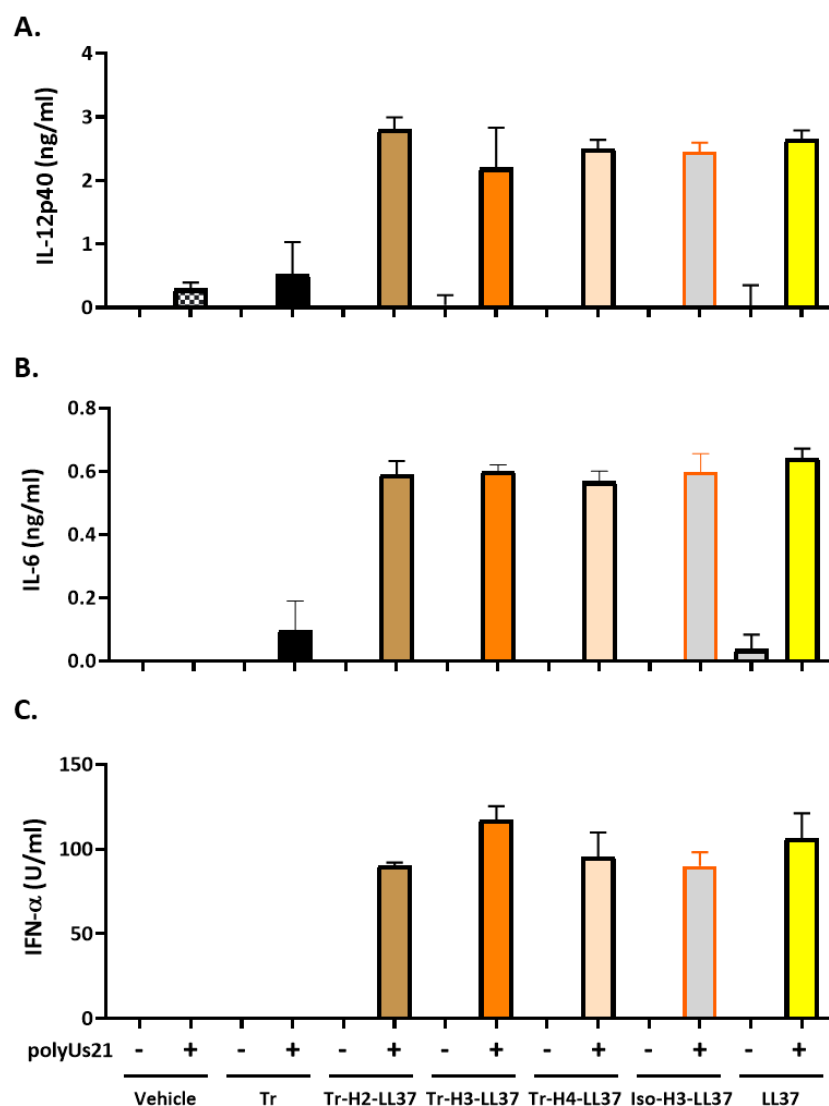 A.
IL-12p40 (ng/ml)
4
3
2
1
0
B.
IL-6 (ng/ml)
0.8
0.6
0.4
0.2
0.0
C.
IFN-α (U/ml)
150
100
50
0
polyUs21 - + - + - + - + - + - + - +
Vehicle Tr Tr-H2-LL37 Tr-H3-LL37 Tr-H4-LL37 Iso-H3-LL37 LL37